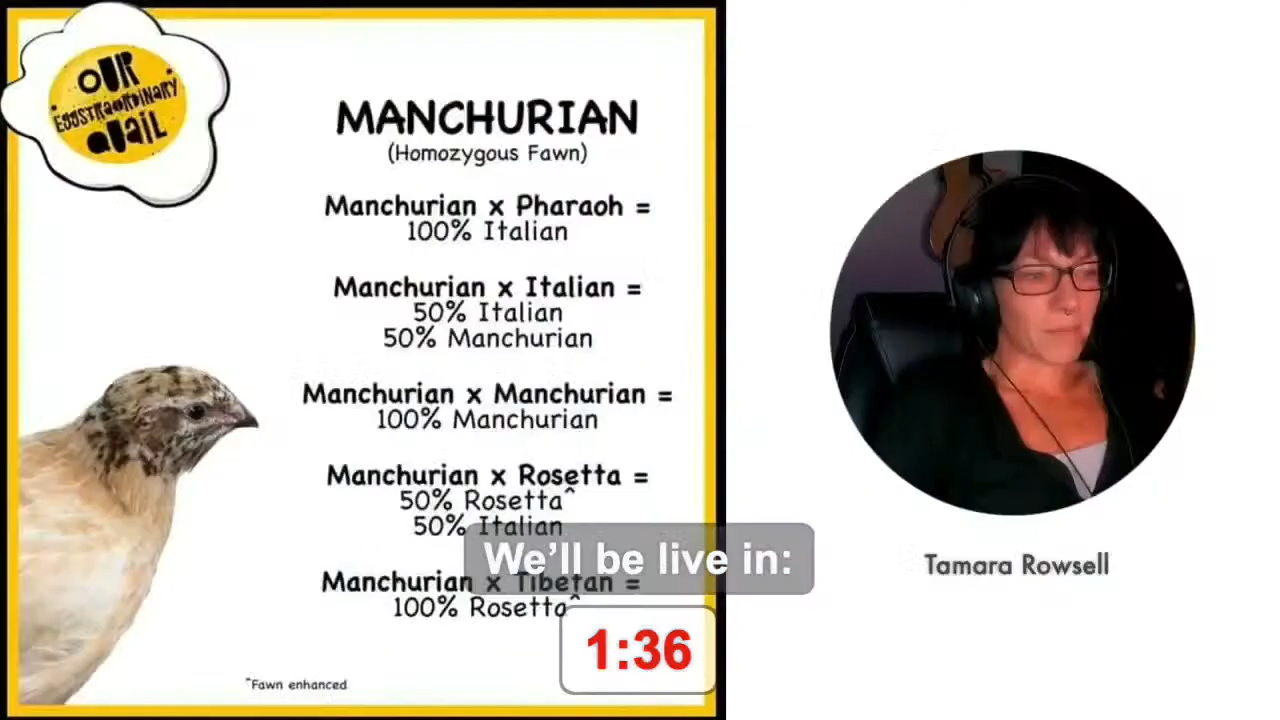 OUR
EGGSTRAORDINARY
QUAIL
MANCHURIAN
(Homozygous Fawn)
Manchurian x Pharaoh =
100% Italian
Manchurian x Italian =
50% Italian
50% Manchurian
Manchurian x Manchurian =
100% Manchurian
Manchurian x Rosetta =
50% Rosetta^
50% Italian
Manchurian x Tibetan =
100% Rosetta^
^Fawn enhanced
We'll be live in:
1:36
Tamara Rowsell